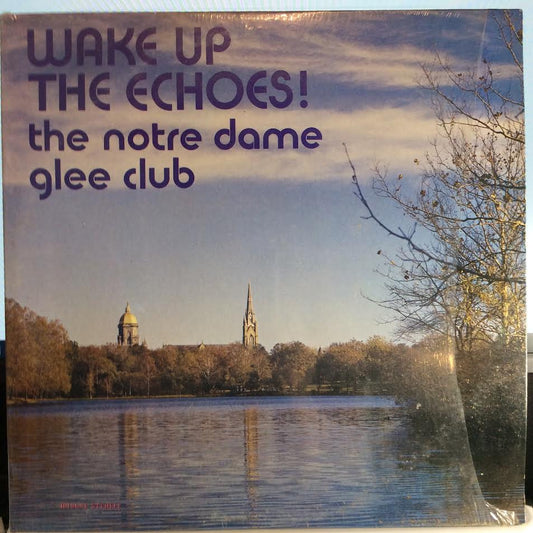 WAKE UP
THE ECHOES!
the notre dame
glee club